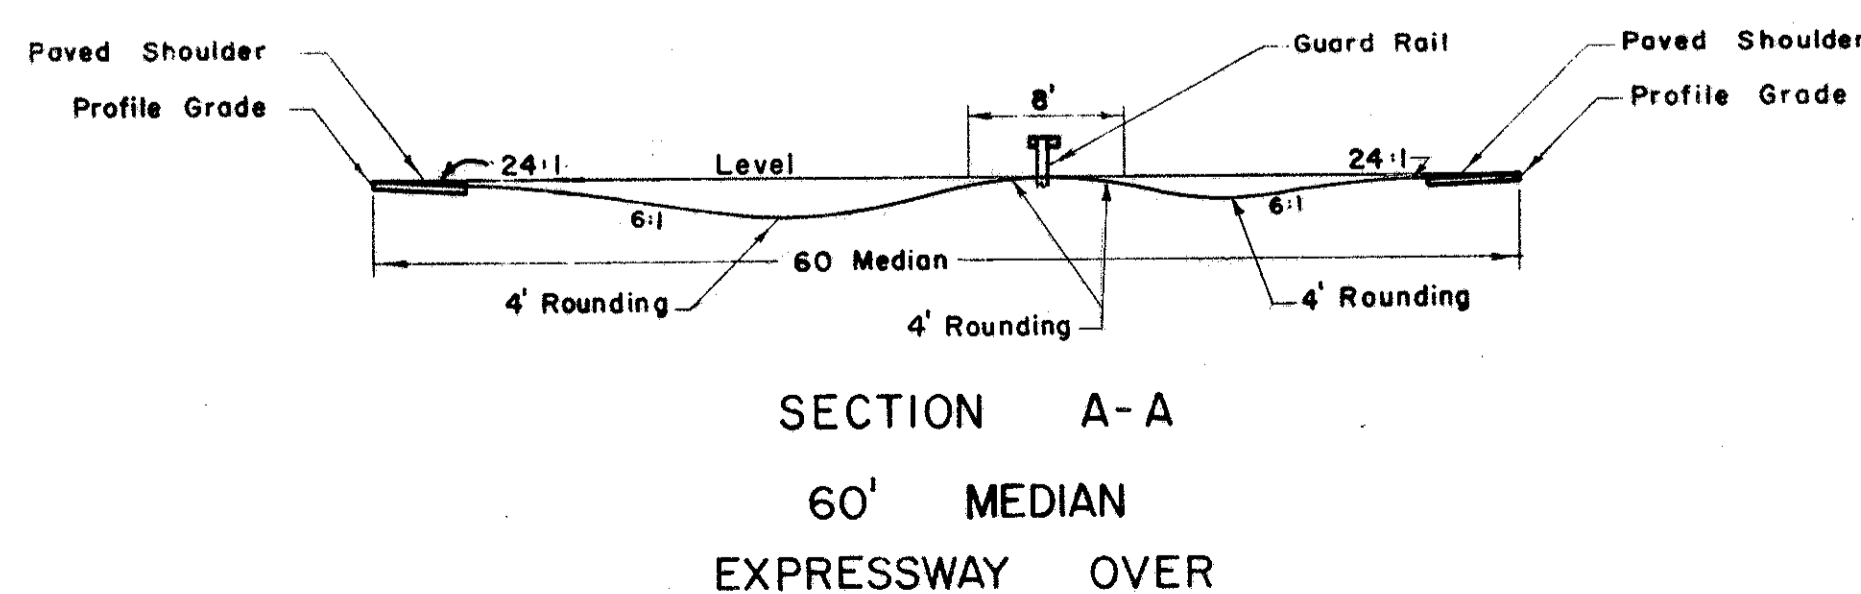 Paved Shoulder
Guard Rail
Paved Shoulder
Profile Grade
8'
Profile Grade
24:1
Level
24:1
6:1
6:1
60 Median
4' Rounding
4' Rounding
4' Rounding
SECTION A-A
60' MEDIAN
EXPRESSWAY OVER